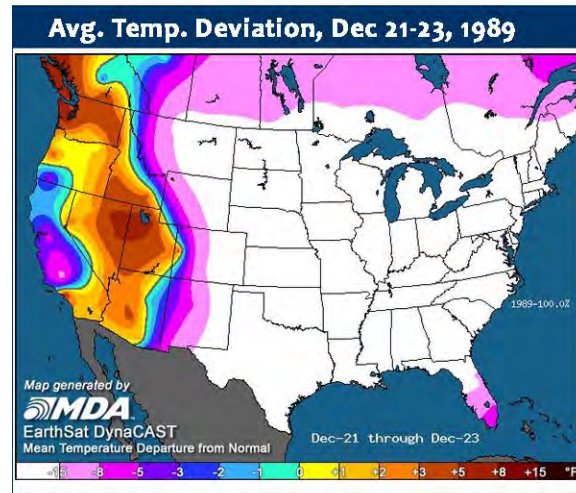 Avg. Temp. Deviation, Dec 21-23, 1989
1989-100.0%
Map generated by
MDA
EarthSat DynaCAST
Mean Temperature Departure from Normal
Dec-21 through Dec-23
-15 -8 -5 -3 -2 -1 0 +1 +2 +3 +5 +8 +15 °F